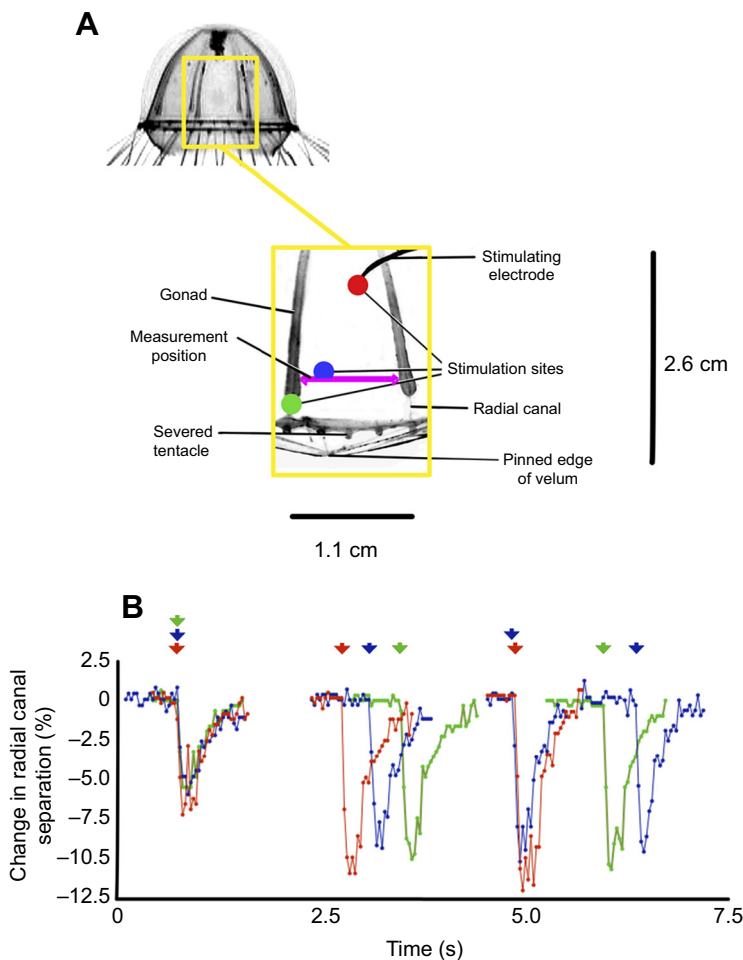 A
Stimulating
electrode
Gonad
Measurement
position
Stimulation sites
2.6 cm
Radial canal
Severed
tentacle
Pinned edge
of velum
1.1 cm
B
Change in radial canal
separation (%)
2.5
0
–2.5
–5.0
–7.5
–10.5
–12.5
0
2.5
5.0
7.5
Time (s)